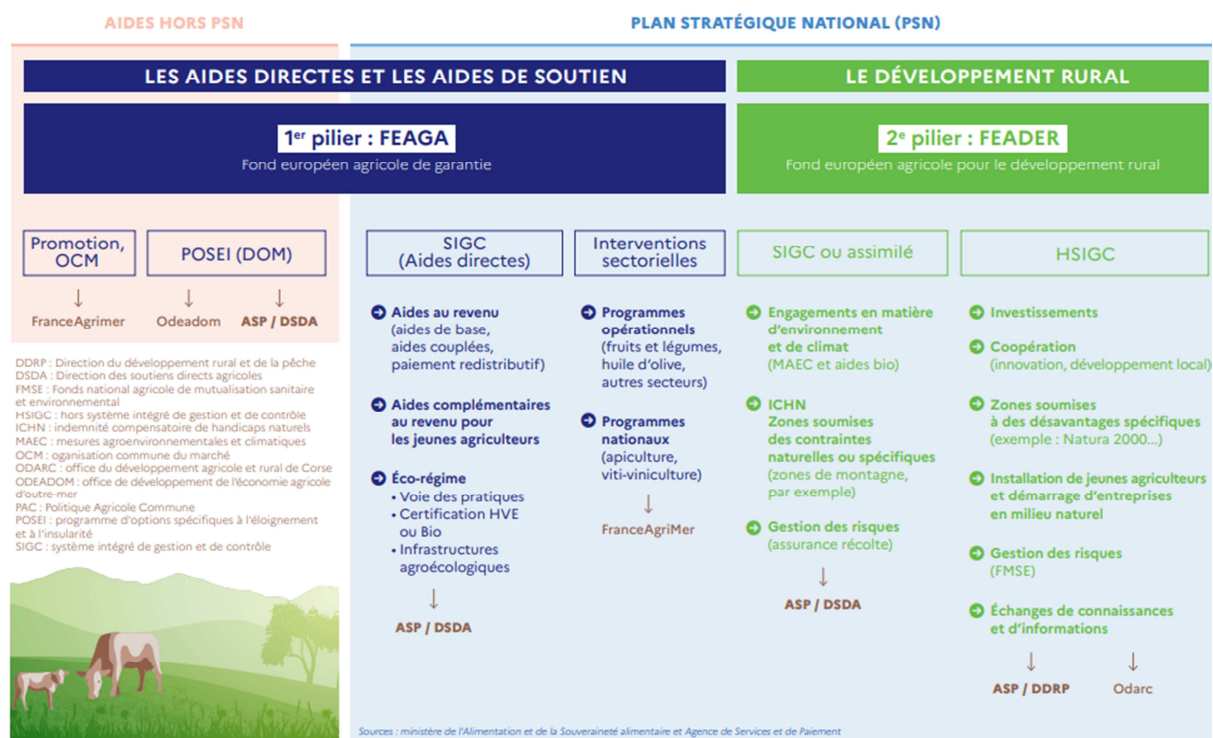 AIDES HORS PSN
PLAN STRATÉGIQUE NATIONAL (PSN)
LES AIDES DIRECTES ET LES AIDES DE SOUTIEN
LE DÉVELOPPEMENT RURAL
1er pilier : FEAGA
Fond européen agricole de garantie
2e pilier : FEADER
Fond européen agricole pour le développement rural
Promotion,
OCM
↓
FranceAgrimer
POSEI (DOM)
↓ ↓
Odeadom ASP / DSDA
DDRP : Direction du développement rural et de la pêche
DSDA : Direction des soutiens directs agricoles
FMSE : Fonds national agricole de mutualisation sanitaire
et environnemental
HSIGC : hors système intégré de gestion et de contrôle
ICHN : indemnité compensatoire de handicaps naturels
MAEC : mesures agroenvironnementales et climatiques
OCM : oganisation commune du marché
ODARC : office du développement agricole et rural de Corse
ODEADOM : office de développement de l'économie agricole
d'outre-mer
PAC : Politique Agricole Commune
POSEI : programme d'options spécifiques à l'éloignement
et à l'insularité
SIGC : système intégré de gestion et de contrôle
SIGC
(Aides directes)
Aides au revenu
(aides de base,
aides couplées,
paiement redistributif)
Aides complémentaires
au revenu pour
les jeunes agriculteurs
Éco-régime
• Voie des pratiques
• Certification HVE
ou Bio
• Infrastructures
agroécologiques
↓
ASP / DSDA
Interventions
sectorielles
Programmes
opérationnels
(fruits et légumes,
huile d'olive,
autres secteurs)
Programmes
nationaux
(apiculture,
viti-viniculture)
↓
FranceAgriMer
SIGC ou assimilé
Engagements en matière
d'environnement
et de climat
(MAEC et aides bio)
ICHN
Zones soumises
des contraintes
naturelles ou spécifiques
(zones de montagne,
par exemple)
Gestion des risques
(assurance récolte)
↓
ASP / DSDA
HSIGC
Investissements
Coopération
(innovation, développement local)
Zones soumises
à des désavantages spécifiques
(exemple : Natura 2000...)
Installation de jeunes agriculteurs
et démarrage d'entreprises
en milieu naturel
Gestion des risques
(FMSE)
Échanges de connaissances
et d'informations
↓ ↓
ASP / DDRP Odarc
Sources : ministère de l'Alimentation et de la Souveraineté alimentaire et Agence de Services et de Paiement